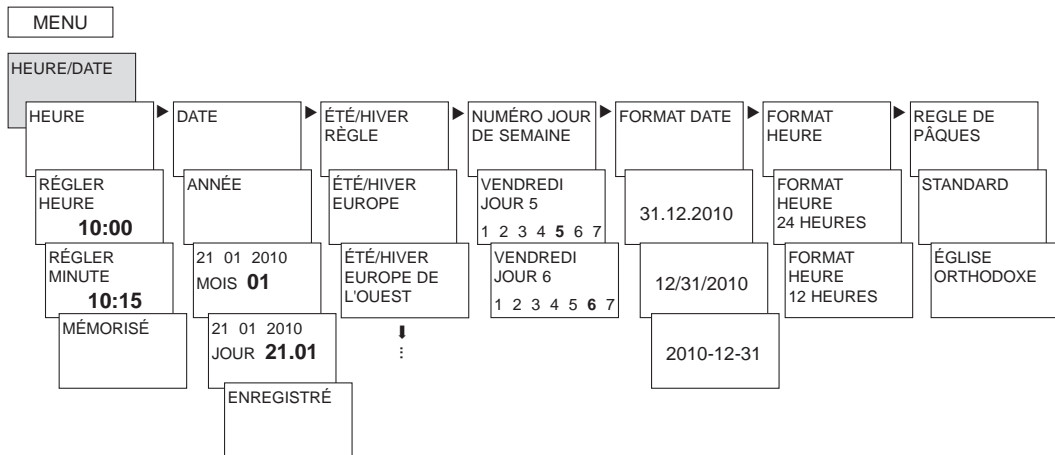 MENU
HEURE/DATE
HEURE
RÉGLER
HEURE
10:00
RÉGLER
MINUTE
10:15
MÉMORISÉ
DATE
ANNÉE
21 01 2010
MOIS 01
21 01 2010
JOUR 21.01
ENREGISTRÉ
ÉTÉ/HIVER
RÈGLE
ÉTÉ/HIVER
EUROPE
ÉTÉ/HIVER
EUROPE DE
L'OUEST
NUMÉRO JOUR
DE SEMAINE
VENDREDI
JOUR 5
1 2 3 4 5 6 7
VENDREDI
JOUR 6
1 2 3 4 5 6 7
FORMAT DATE
31.12.2010
12/31/2010
2010-12-31
FORMAT
HEURE
FORMAT
HEURE
24 HEURES
FORMAT
HEURE
12 HEURES
REGLE DE
PÂQUES
STANDARD
ÉGLISE
ORTHODOXE